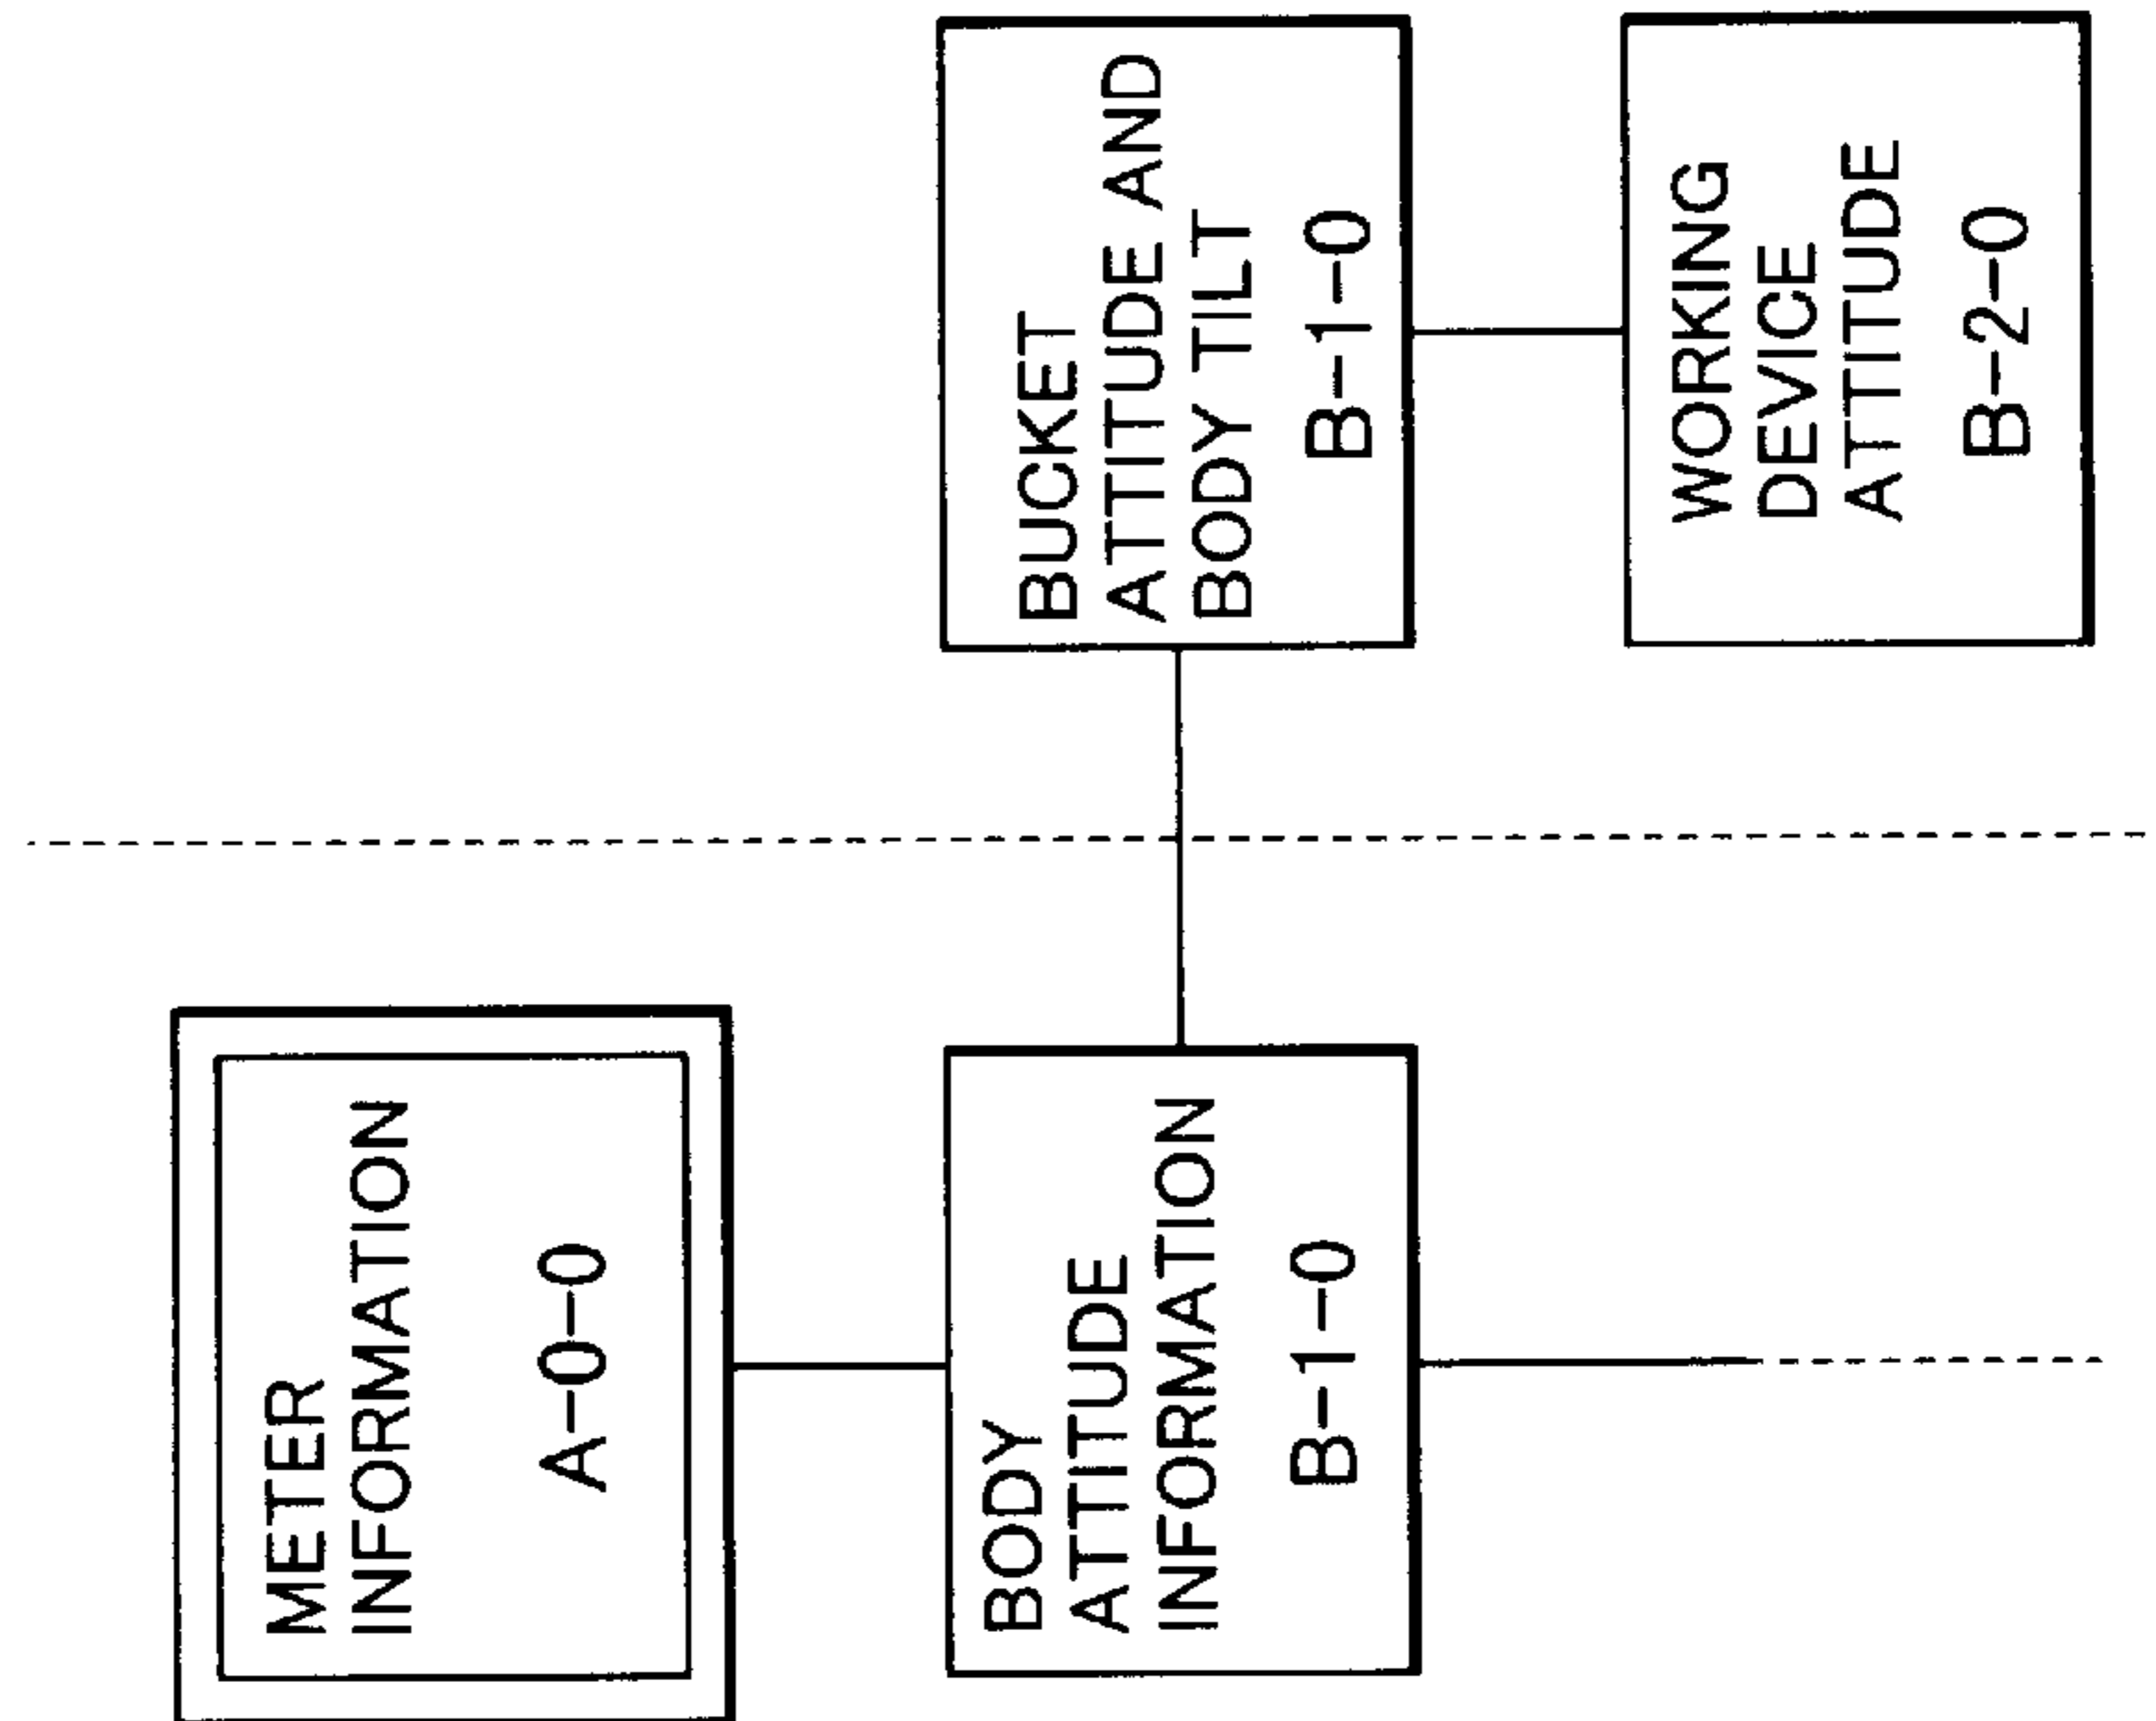 METER
INFORMATION
A-0-0
BODY
ATTITUDE
INFORMATION
B-1-0
BUCKET
ATTITUDE AND
BODY TILT
B-1-0
WORKING
DEVICE
ATTITUDE
B-2-0